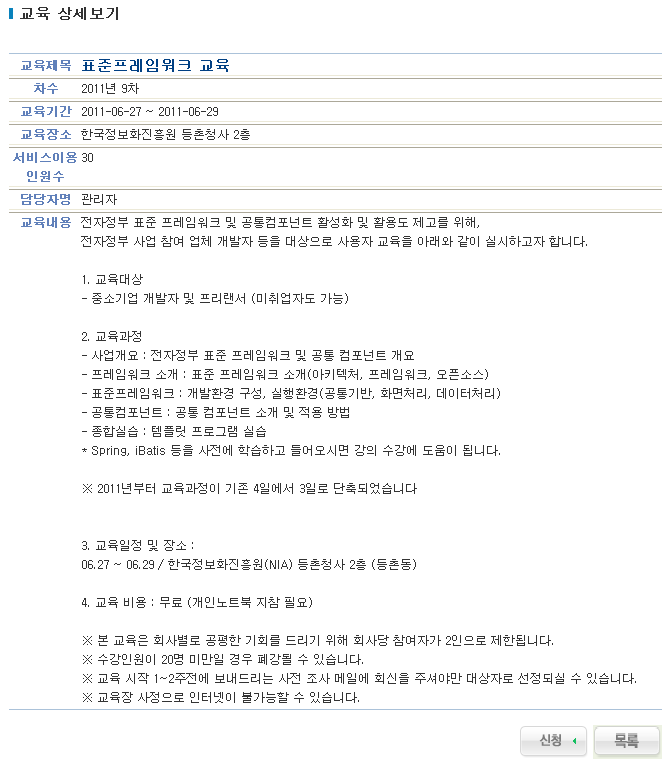 교육 상세보기
교육제목 표준프레임워크 교육
차수 2011년 9차
교육기간 2011-06-27 ~ 2011-06-29
교육장소 한국정보화진흥원 등촌청사 2층
서비스이용 30
인원수
담당자명 관리자
교육내용 전자정부 표준 프레임워크 및 공통컴포넌트 활성화 및 활용도 제고를 위해,
전자정부 사업 참여 업체 개발자 등을 대상으로 사용자 교육을 아래와 같이 실시하고자 합니다.
1. 교육대상
- 중소기업 개발자 및 프리랜서 (미취업자도 가능)
2. 교육과정
- 사업개요 : 전자정부 표준 프레임워크 및 공통 컴포넌트 개요
- 프레임워크 소개 : 표준 프레임워크 소개(아키텍처, 프레임워크, 오픈소스)
- 표준프레임워크 : 개발환경 구성, 실행환경(공통기반, 화면처리, 데이터처리)
- 공통컴포넌트 : 공통 컴포넌트 소개 및 적용 방법
- 종합실습 : 템플릿 프로그램 실습
* Spring, iBatis 등을 사전에 학습하고 들어오시면 강의 수강에 도움이 됩니다.
※ 2011년부터 교육과정이 기존 4일에서 3일로 단축되었습니다
3. 교육일정 및 장소 :
06.27 ~ 06.29 / 한국정보화진흥원(NIA) 등촌청사 2층 (등촌동)
4. 교육 비용 : 무료 (개인노트북 지참 필요)
※ 본 교육은 회사별로 공평한 기회를 드리기 위해 회사당 참여자가 2인으로 제한됩니다.
※ 수강인원이 20명 미만일 경우 폐강될 수 있습니다.
※ 교육 시작 1~2주전에 보내드리는 사전 조사 메일에 회신을 주셔야만 대상자로 선정되실 수 있습니다.
※ 교육장 사정으로 인터넷이 불가능할 수 있습니다.
신청 목록